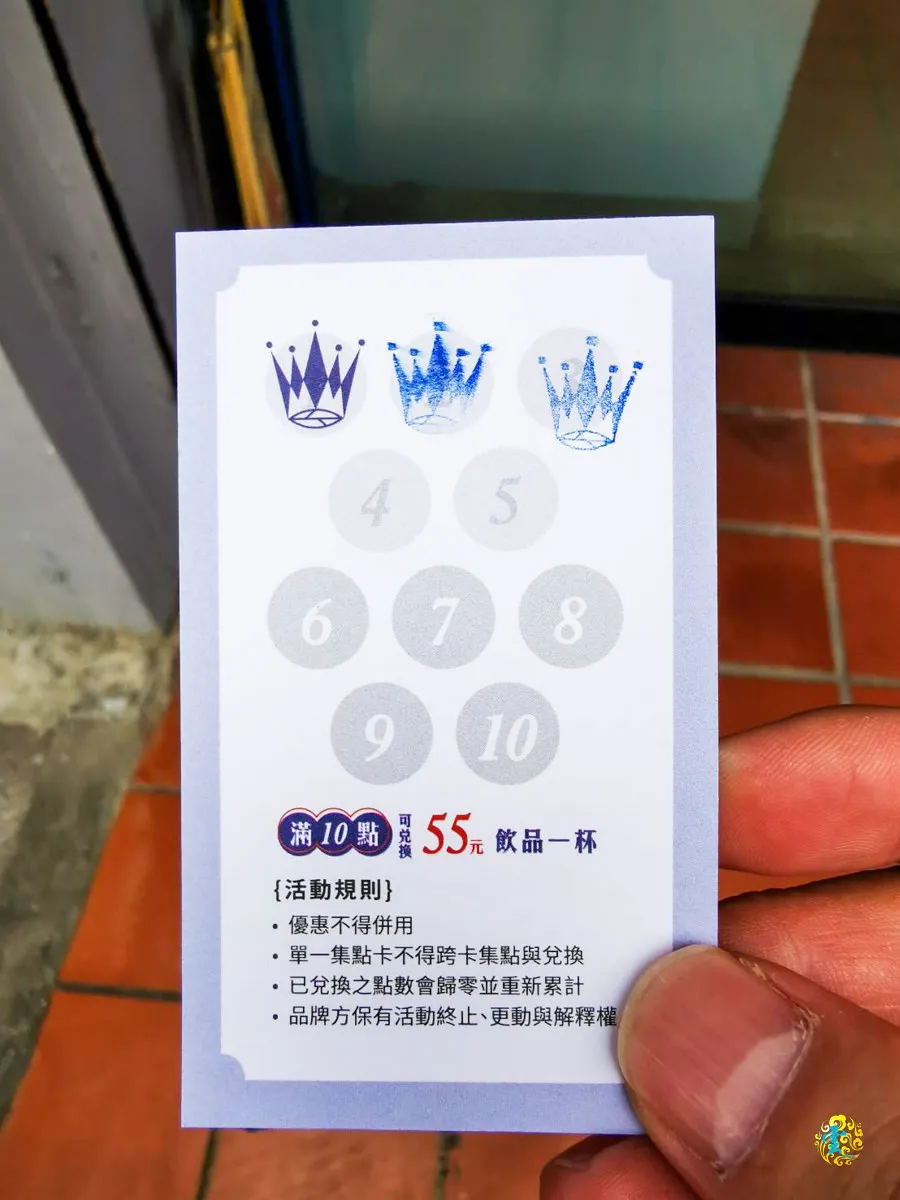 4 5
6 7 8
9 10
滿10點 可兌換 55元 飲品一杯
{活動規則}
• 優惠不得併用
• 單一集點卡不得跨卡集點與兌換
• 已兌換之點數會歸零並重新累計
• 品牌方保有活動終止、更動與解釋權